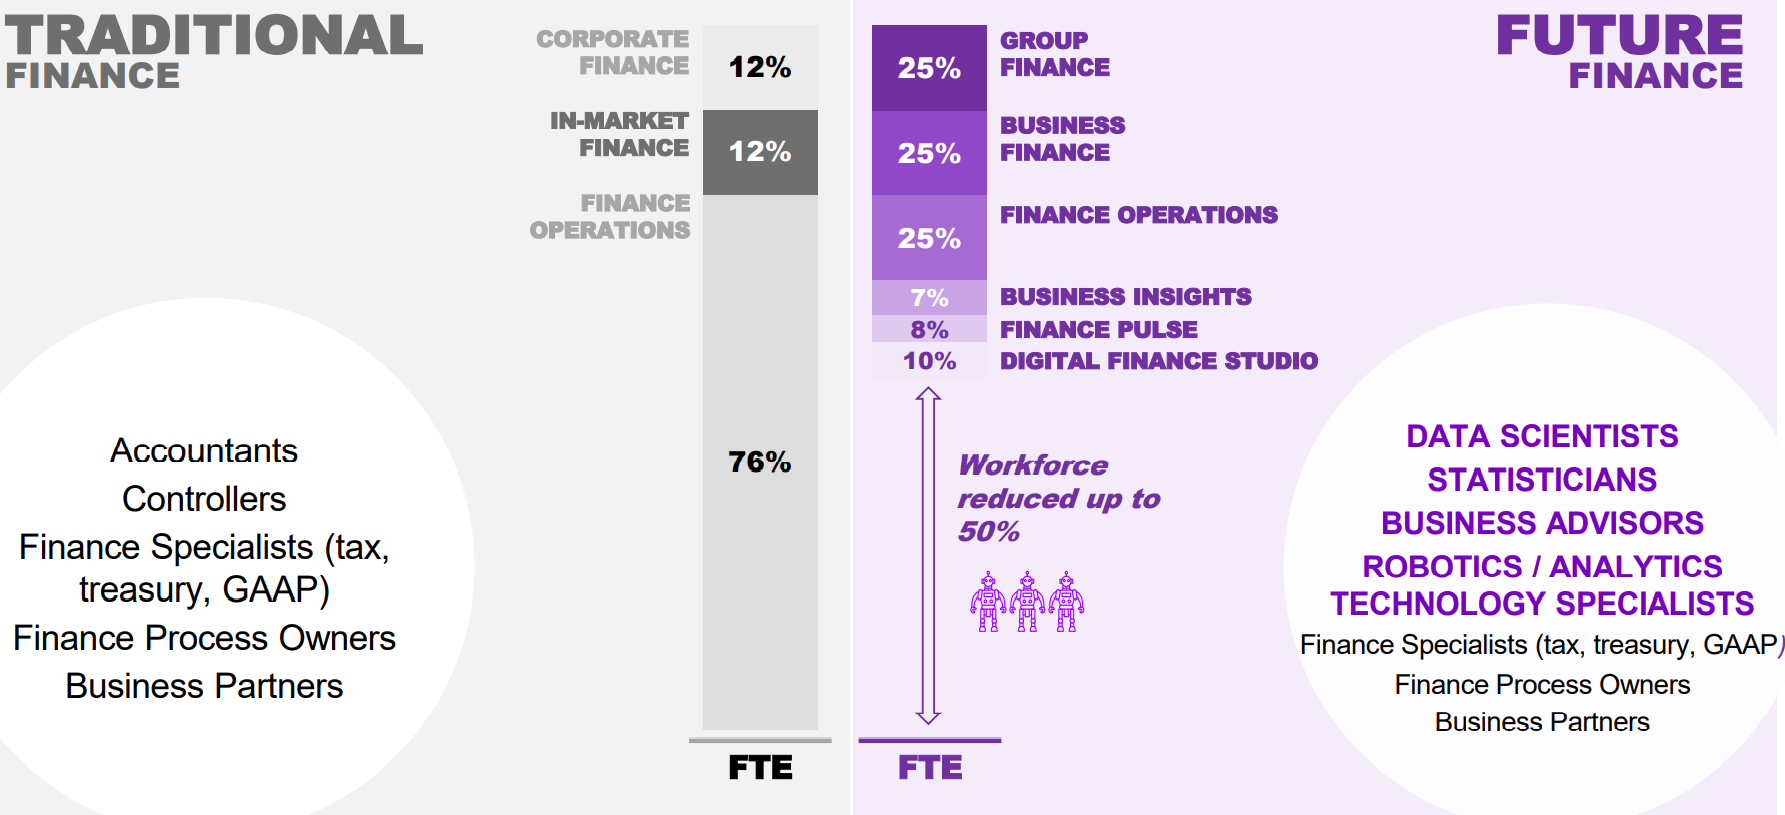 TRADITIONAL
FINANCE
CORPORATE
FINANCE
12%
IN-MARKET
FINANCE
12%
FINANCE
OPERATIONS
76%
FTE
Accountants
Controllers
Finance Specialists (tax,
treasury, GAAP)
Finance Process Owners
Business Partners
FUTURE
FINANCE
25%
GROUP
FINANCE
25%
BUSINESS
FINANCE
25%
FINANCE OPERATIONS
7%
BUSINESS INSIGHTS
8%
FINANCE PULSE
10%
DIGITAL FINANCE STUDIO
Workforce
reduced up to
50%
FTE
DATA SCIENTISTS
STATISTICIANS
BUSINESS ADVISORS
ROBOTICS / ANALYTICS
TECHNOLOGY SPECIALISTS
Finance Specialists (tax, treasury, GAAP)
Finance Process Owners
Business Partners